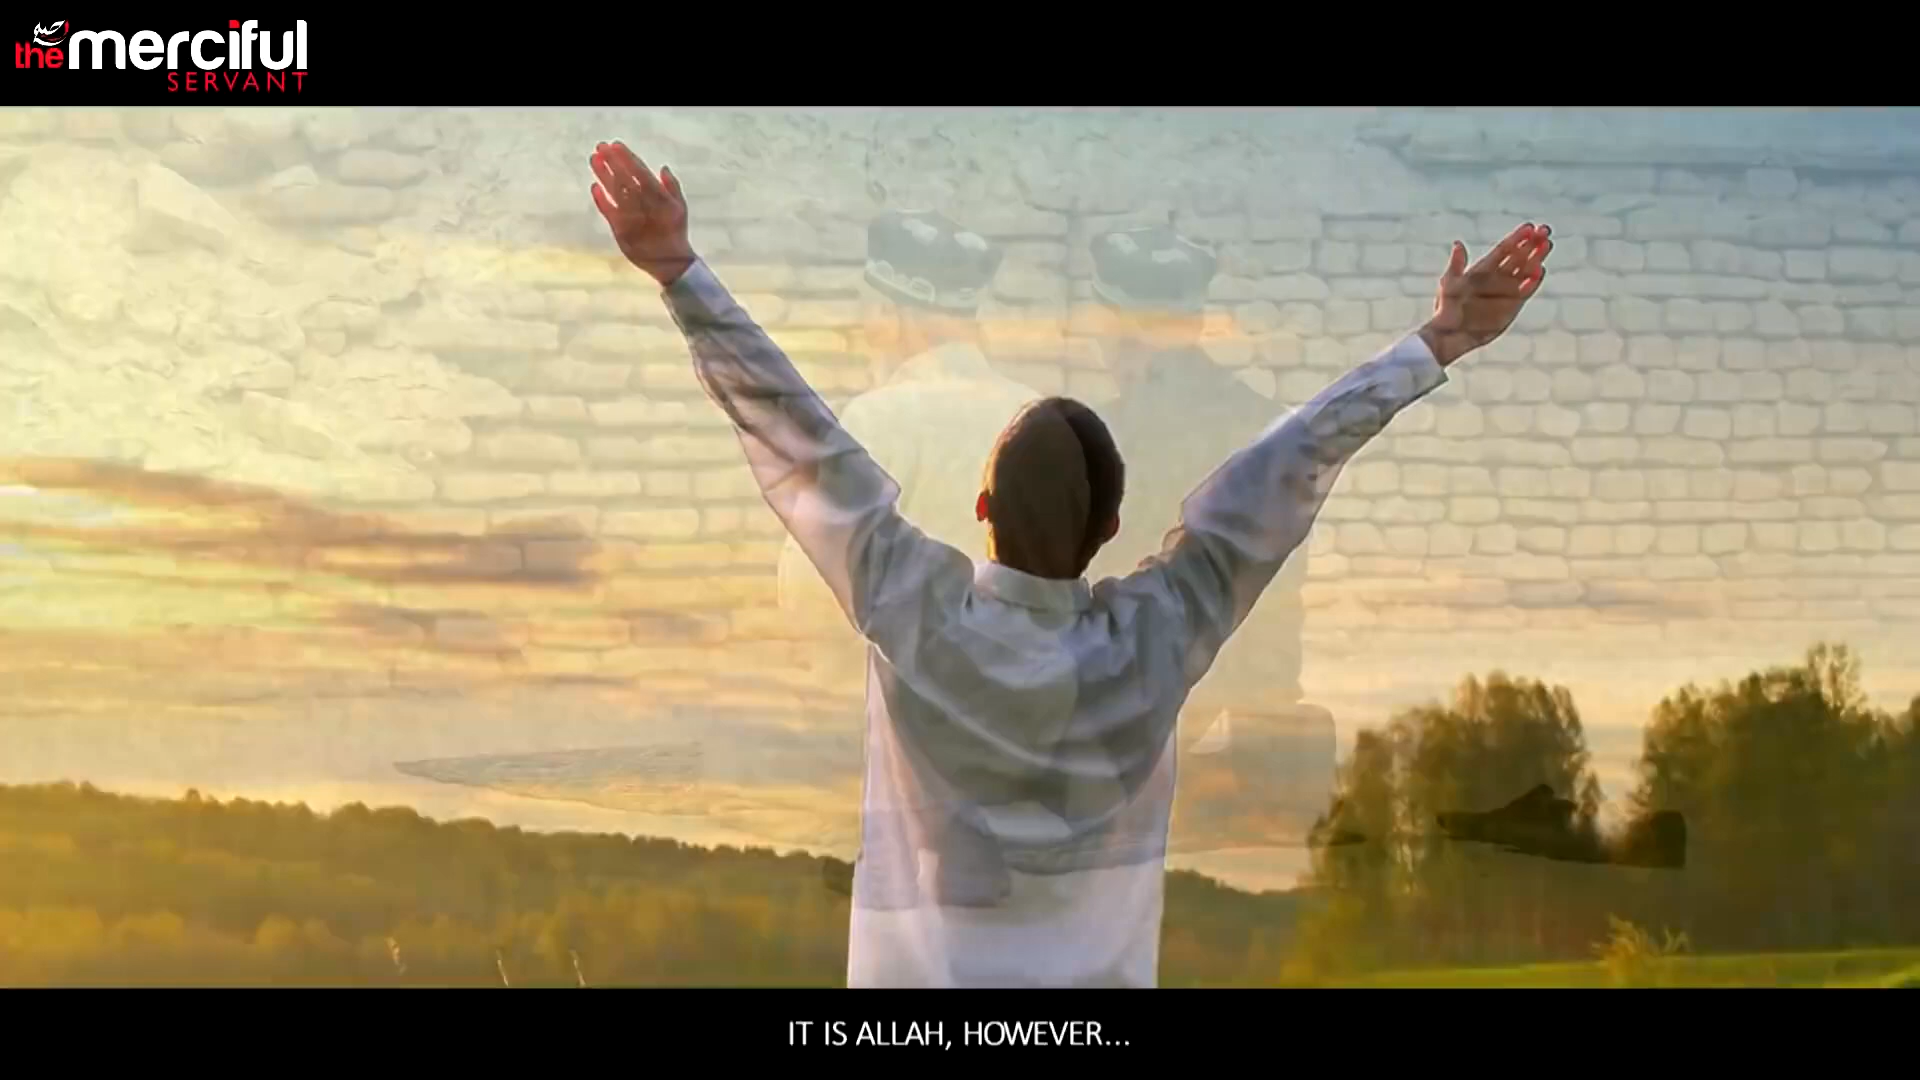 the merciful
SERVANT
IT IS ALLAH, HOWEVER...